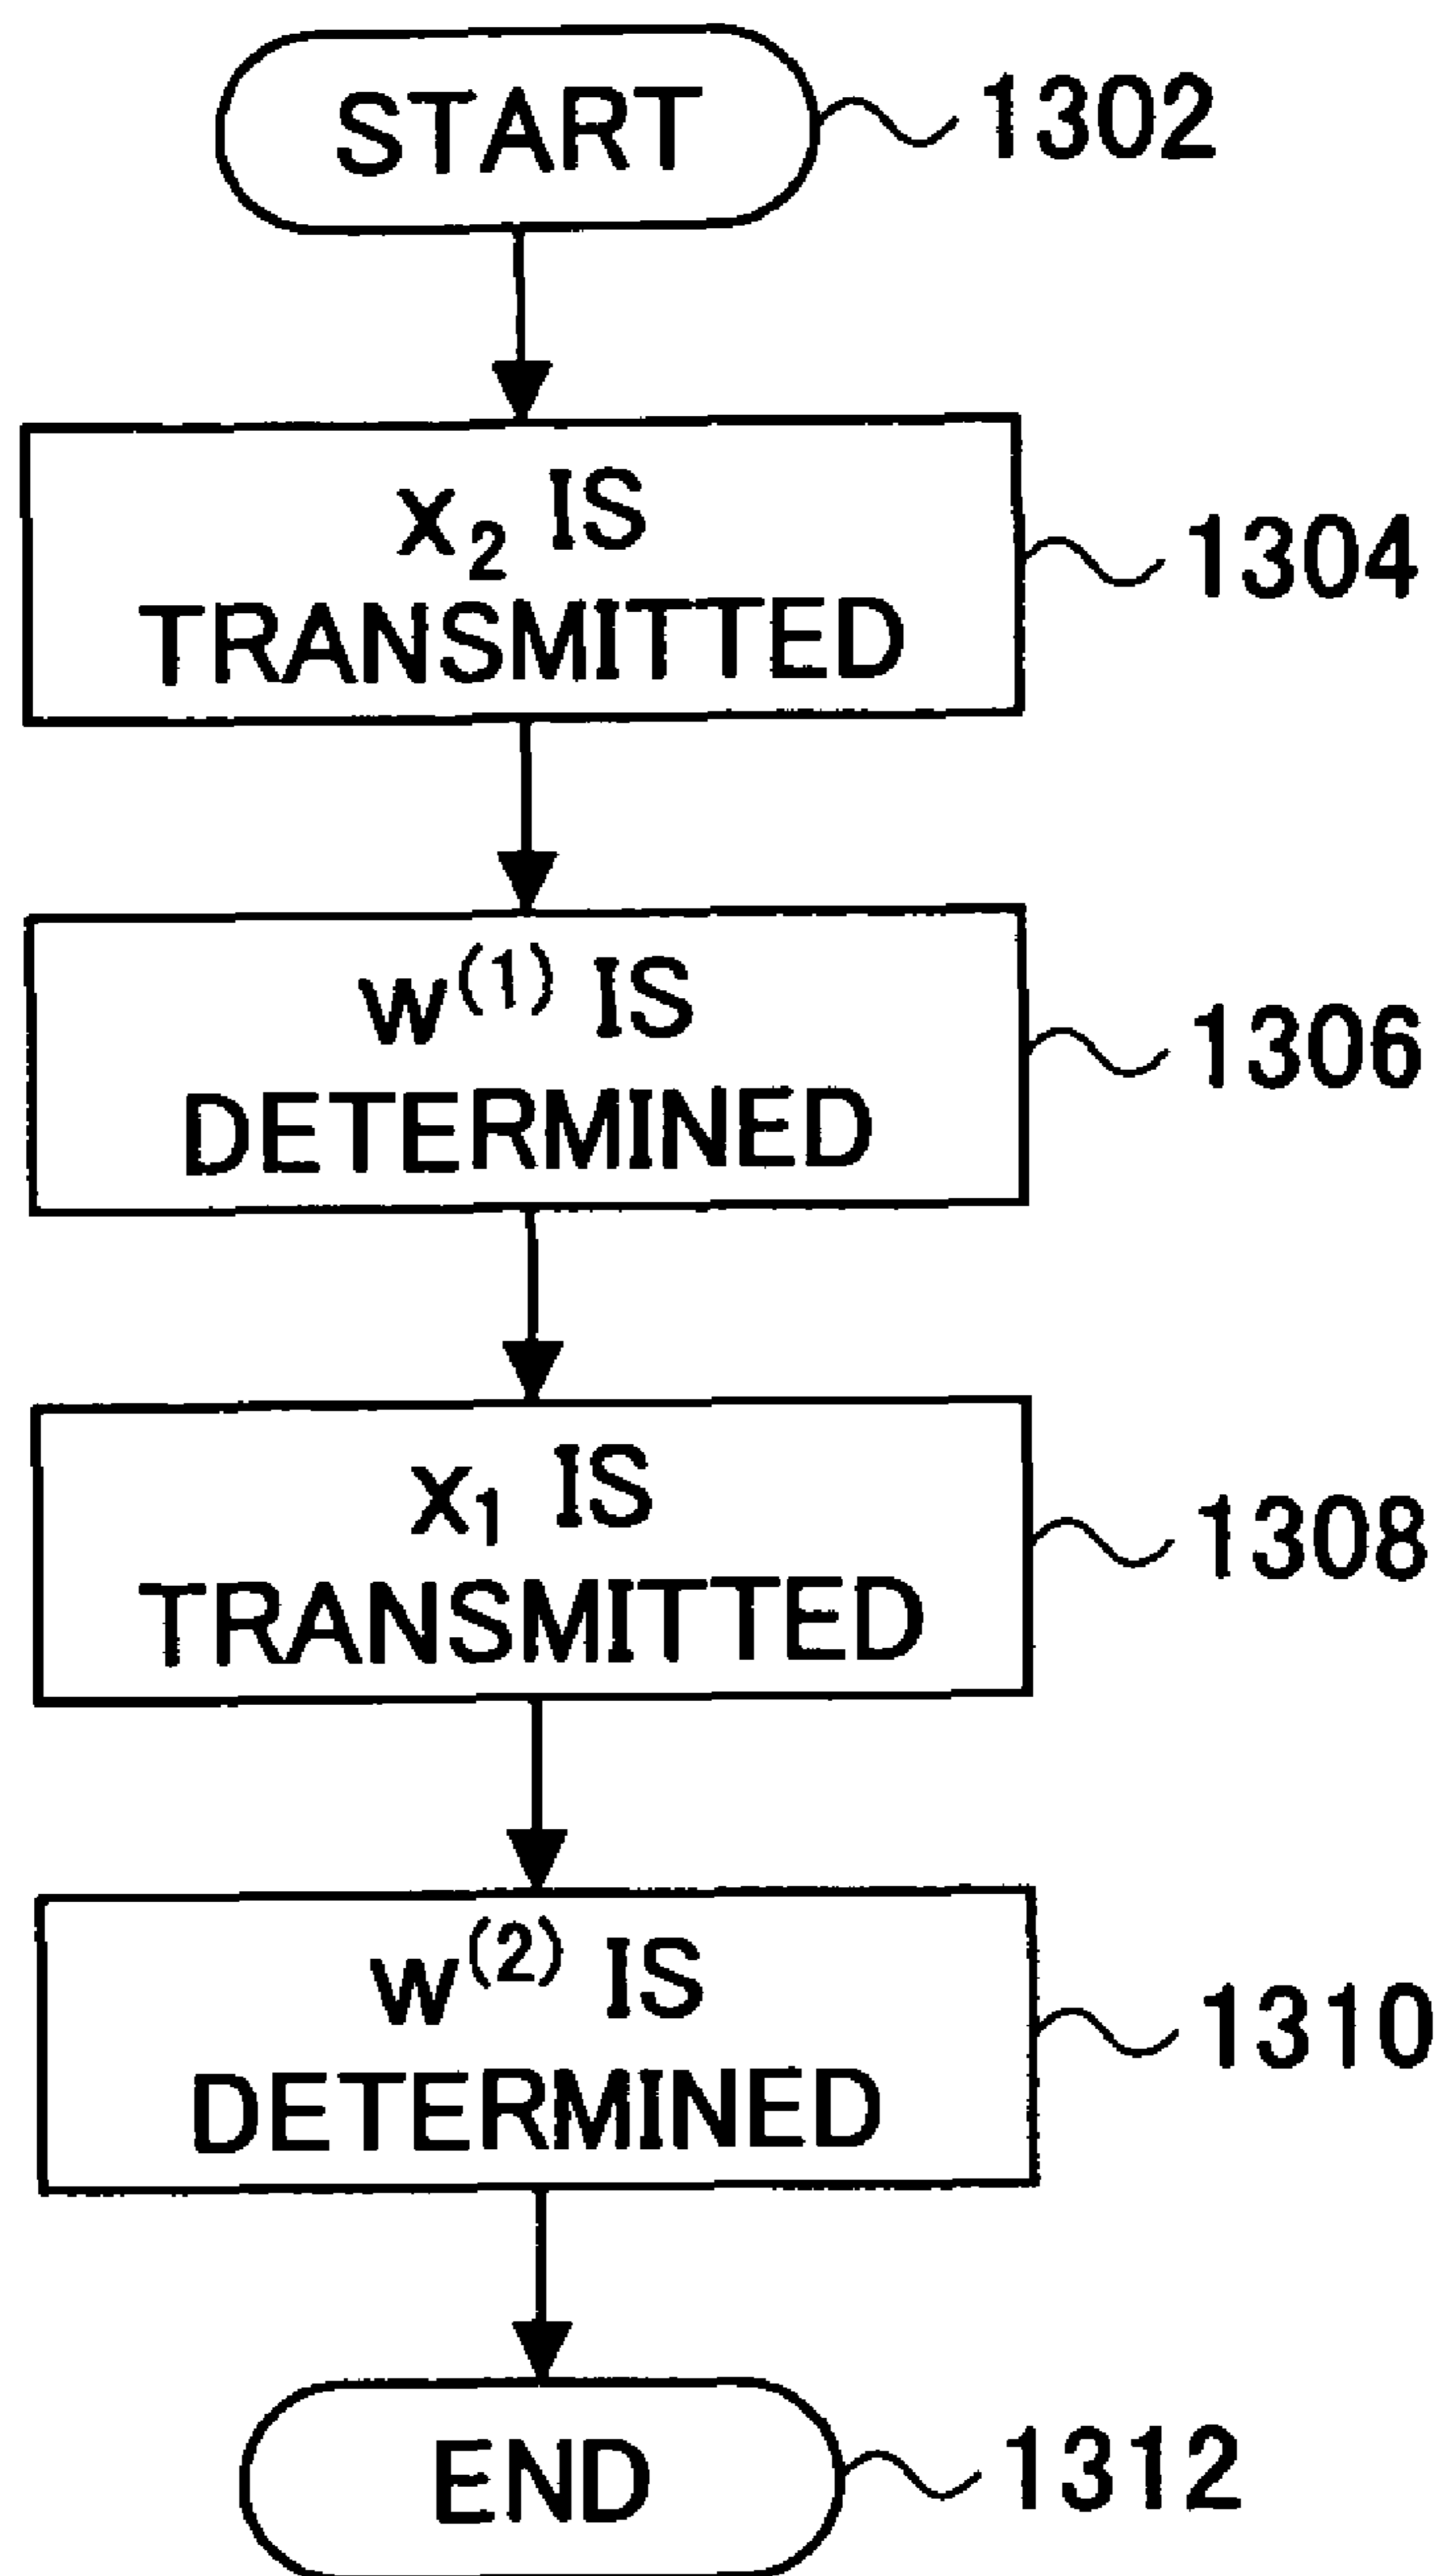 START
1302
x₂ IS
TRANSMITTED
1304
w⁽¹⁾ IS
DETERMINED
1306
x₁ IS
TRANSMITTED
1308
w⁽²⁾ IS
DETERMINED
1310
END
1312